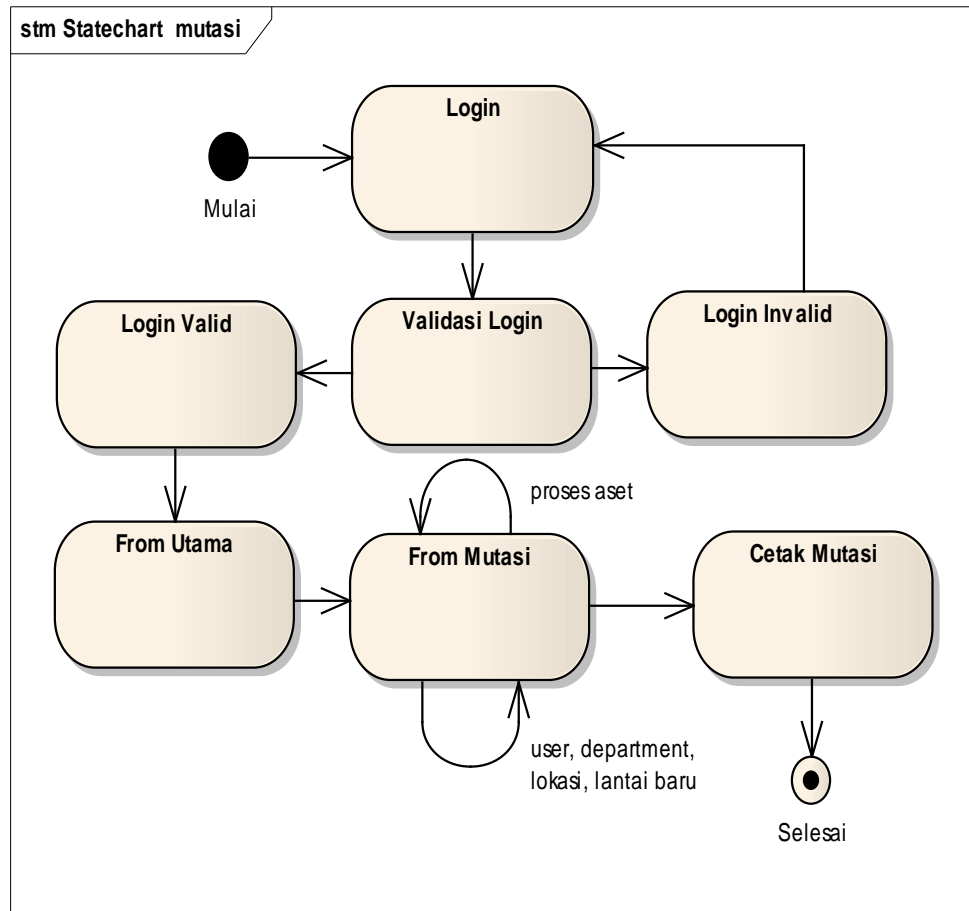 stm Statechart mutasi
Login
Mulai
Login Valid
Validasi Login
Login Invalid
proses aset
From Utama
From Mutasi
Cetak Mutasi
user, department,
lokasi, lantai baru
Selesai